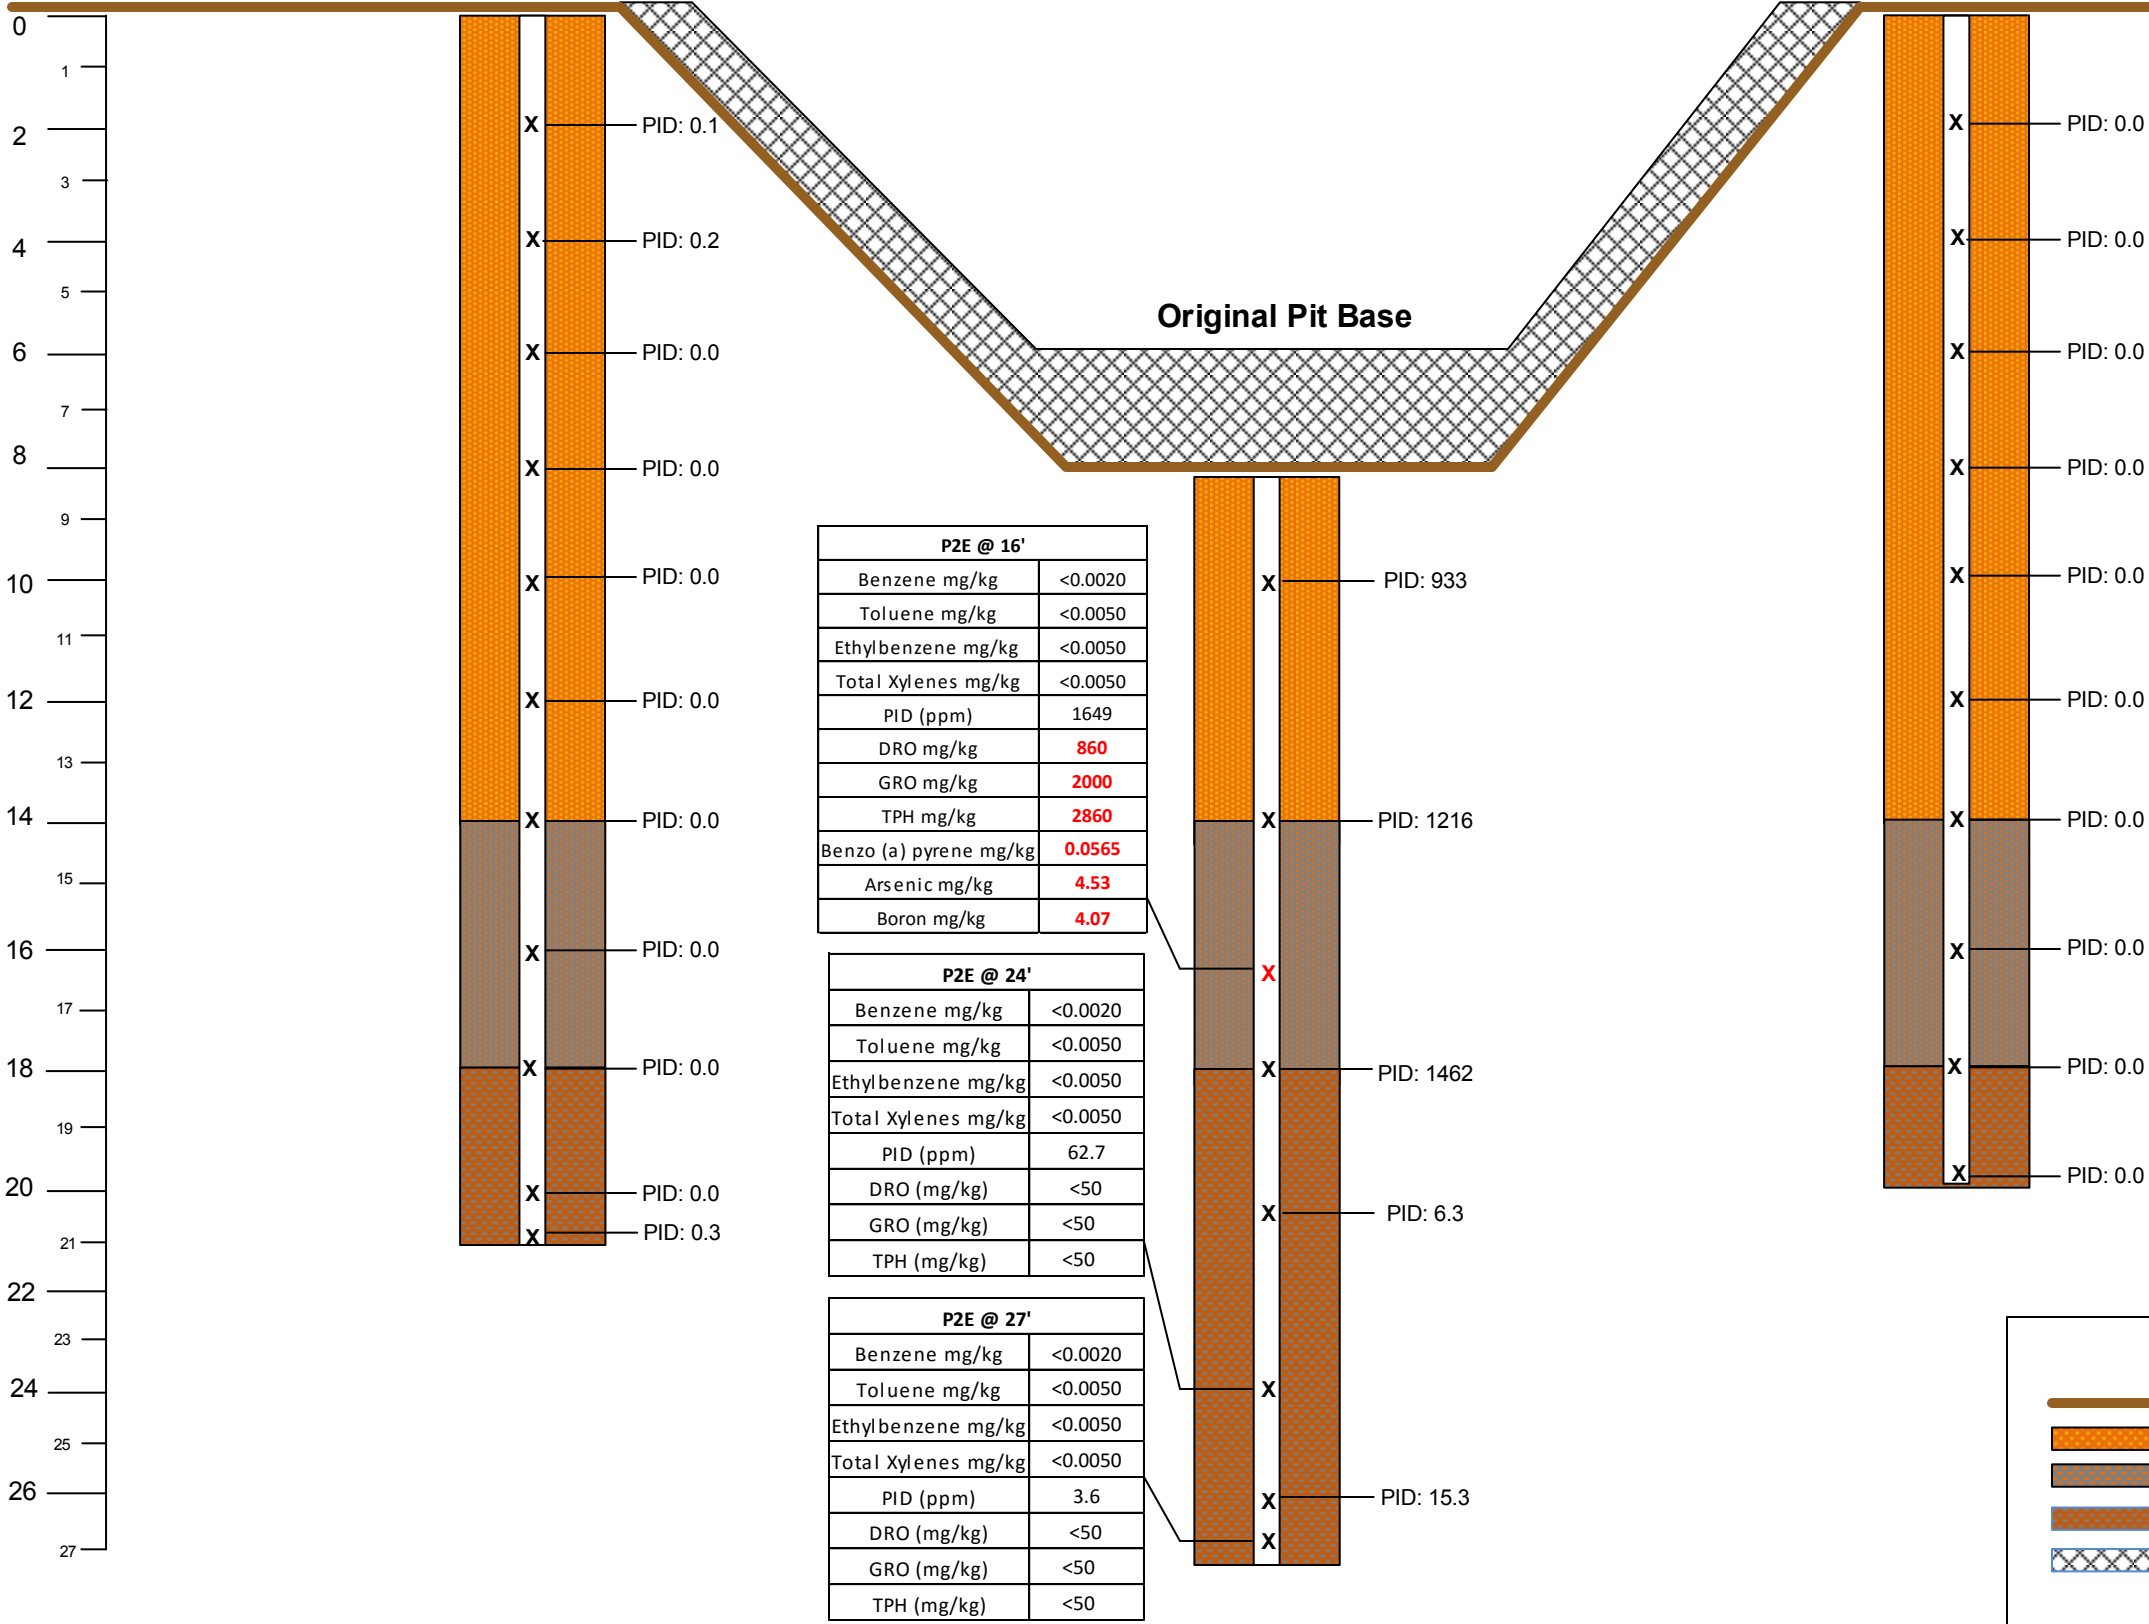 0
1
2
3
4
5
6
7
8
9
10
11
12
13
14
15
16
17
18
19
20
21
22
23
24
25
26
27
X
PID: 0.1
X
PID: 0.2
X
PID: 0.0
X
PID: 0.0
X
PID: 0.0
X
PID: 0.0
X
PID: 0.0
X
PID: 0.0
X
PID: 0.0
X
PID: 0.0
X
PID: 0.3
Original Pit Base
P2E @ 16'
Benzene mg/kg <0.0020
Toluene mg/kg <0.0050
Ethylbenzene mg/kg <0.0050
Total Xylenes mg/kg <0.0050
PID (ppm) 1649
DRO mg/kg 860
GRO mg/kg 2000
TPH mg/kg 2860
Benzo (a) pyrene mg/kg 0.0565
Arsenic mg/kg 4.53
Boron mg/kg 4.07
P2E @ 24'
Benzene mg/kg <0.0020
Toluene mg/kg <0.0050
Ethylbenzene mg/kg <0.0050
Total Xylenes mg/kg <0.0050
PID (ppm) 62.7
DRO (mg/kg) <50
GRO (mg/kg) <50
TPH (mg/kg) <50
P2E @ 27'
Benzene mg/kg <0.0020
Toluene mg/kg <0.0050
Ethylbenzene mg/kg <0.0050
Total Xylenes mg/kg <0.0050
PID (ppm) 3.6
DRO (mg/kg) <50
GRO (mg/kg) <50
TPH (mg/kg) <50
X
PID: 933
X
PID: 1216
X
X
PID: 1462
X
PID: 6.3
X
X
PID: 15.3
X
X
PID: 0.0
X
PID: 0.0
X
PID: 0.0
X
PID: 0.0
X
PID: 0.0
X
PID: 0.0
X
PID: 0.0
X
PID: 0.0
X
PID: 0.0
X
PID: 0.0